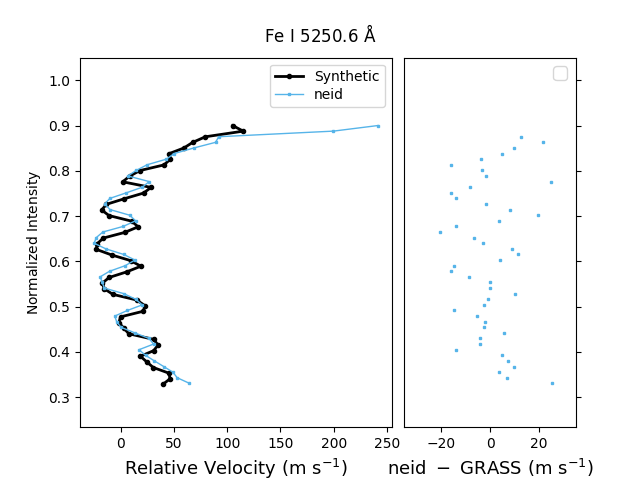 Fe I 5250.6 Å
Synthetic
neid
Normalized Intensity
1.0
0.9
0.8
0.7
0.6
0.5
0.4
0.3
0 50 100 150 200 250
−20 0 20
Relative Velocity (m s⁻¹)
neid − GRASS (m s⁻¹)